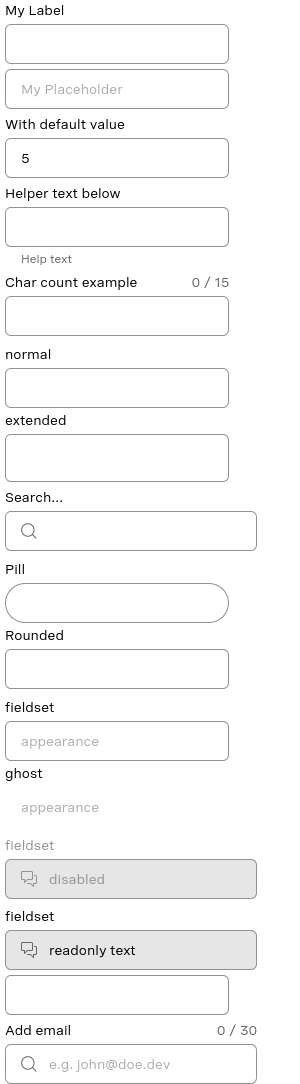 My Label
My Placeholder
With default value
5
Helper text below
Help text
Char count example 0 / 15
normal
extended
Search...
Pill
Rounded
fieldset
appearance
ghost
appearance
fieldset
disabled
fieldset
readonly text
Add email 0 / 30
e.g. john@doe.dev